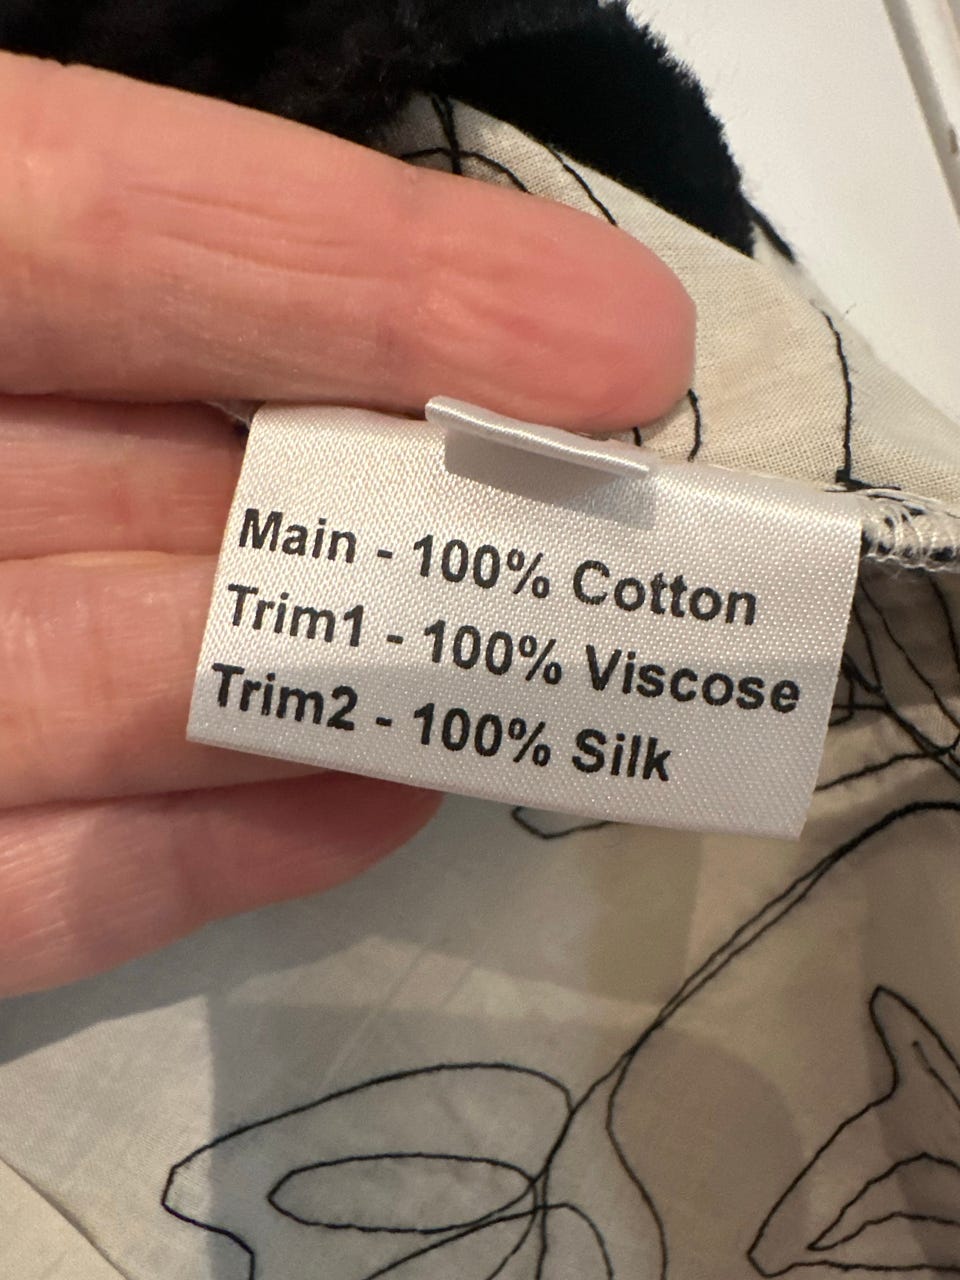 Main - 100% Cotton
Trim1 - 100% Viscose
Trim2 - 100% Silk